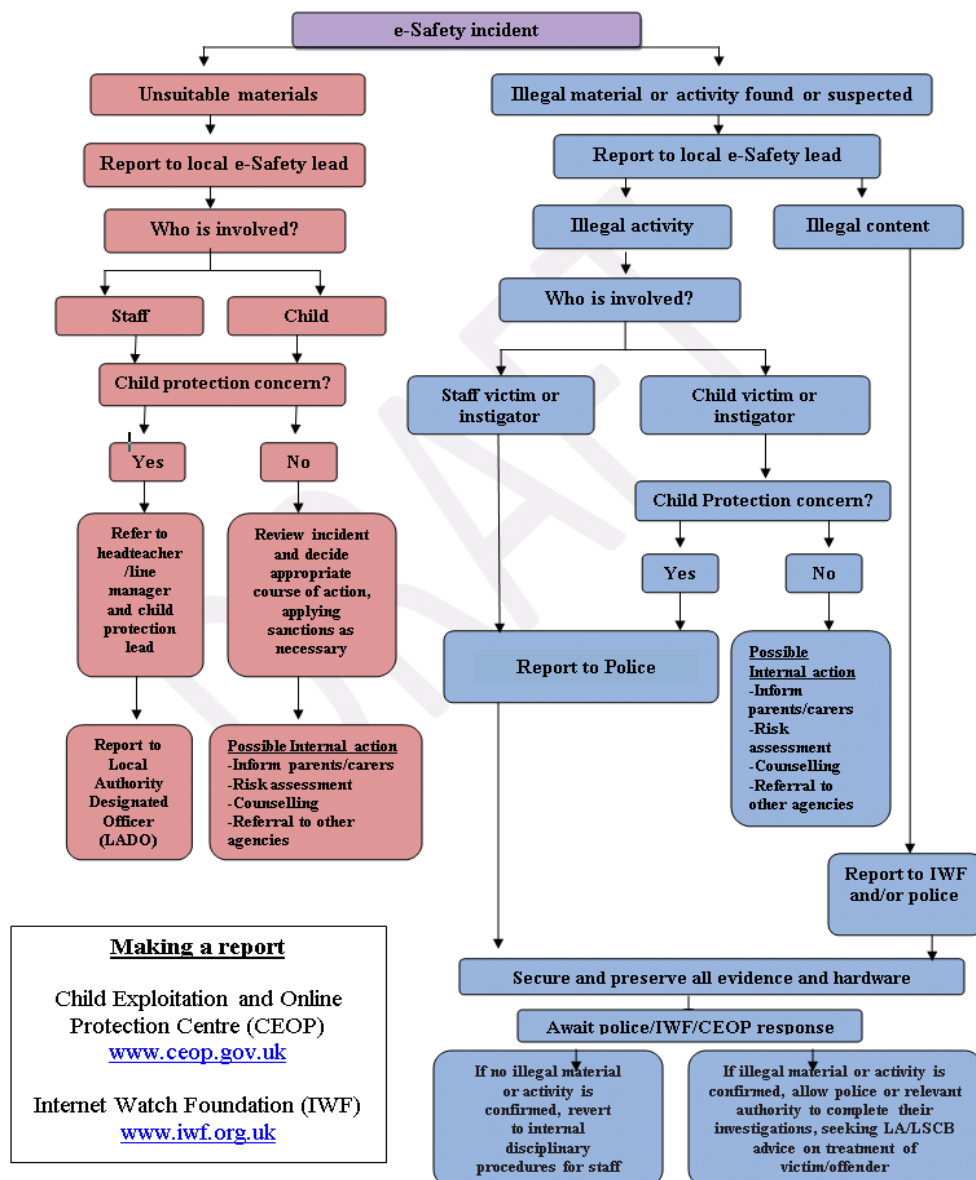 e-Safety incident
Unsuitable materials
Illegal material or activity found or suspected
Report to local e-Safety lead
Report to local e-Safety lead
Who is involved?
Illegal activity
Illegal content
Who is involved?
Staff
Child
Child protection concern?
Staff victim or
instigator
Child victim or
instigator
Yes
No
Child Protection concern?
Refer to
headteacher
/line
manager
and child
protection
lead
Review incident
and decide
appropriate
course of action,
applying
sanctions as
necessary
Yes
No
Report to Police
Possible
Internal action
-Inform
parents/carers
-Risk
assessment
-Counselling
-Referral to
other agencies
Report to
Local
Authority
Designated
Officer
(LADO)
Possible Internal action
-Inform parents/carers
-Risk assessment
-Counselling
-Referral to other
agencies
Report to IWF
and/or police
Making a report
Child Exploitation and Online
Protection Centre (CEOP)
www.ceop.gov.uk
Internet Watch Foundation (IWF)
www.iwf.org.uk
Secure and preserve all evidence and hardware
Await police/IWF/CEOP response
If no illegal material
or activity is
confirmed, revert
to internal
disciplinary
procedures for staff
If illegal material or activity is
confirmed, allow police or relevant
authority to complete their
investigations, seeking LA/LSCB
advice on treatment of
victim/offender
DRAFT